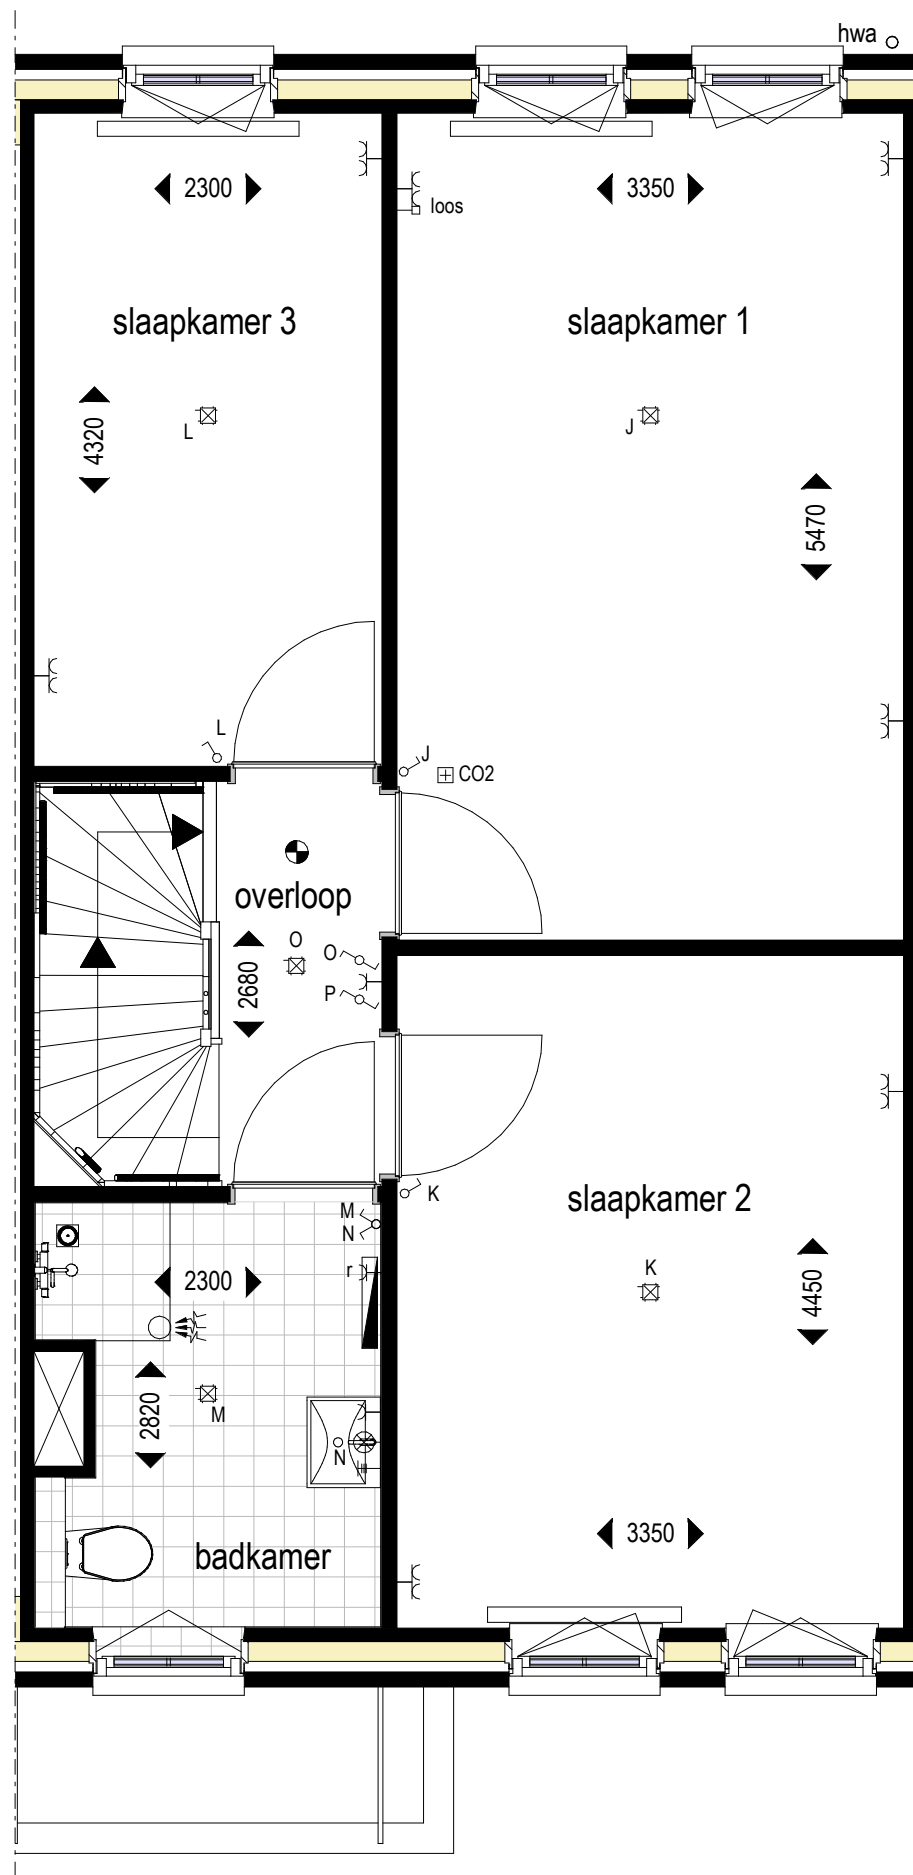 hwa
2300
3350
loos
slaapkamer 3
slaapkamer 1
L
J
4320
5470
L
J
CO2
overloop
O
O
2680
P
K
slaapkamer 2
M
N
K
r
2300
4450
2820
M
N
3350
badkamer